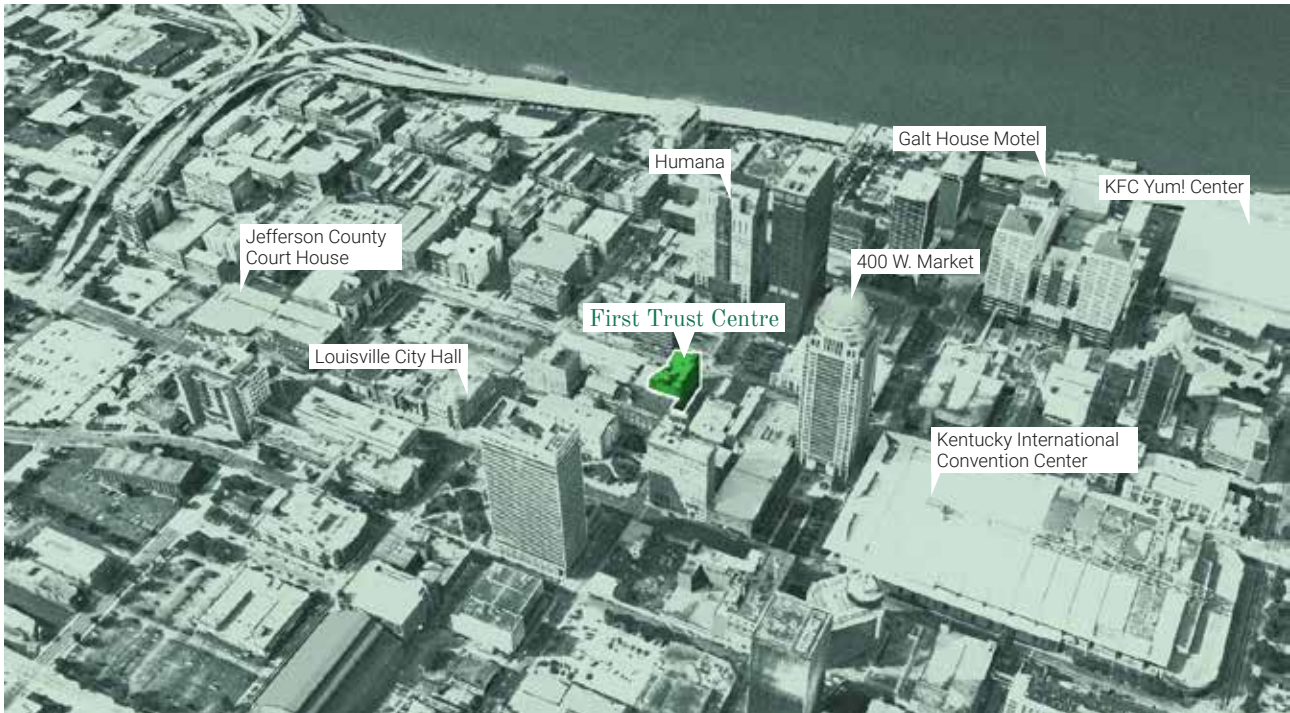 Galt House Motel
Humana
KFC Yum! Center
Jefferson County
Court House
400 W. Market
First Trust Centre
Louisville City Hall
Kentucky International
Convention Center